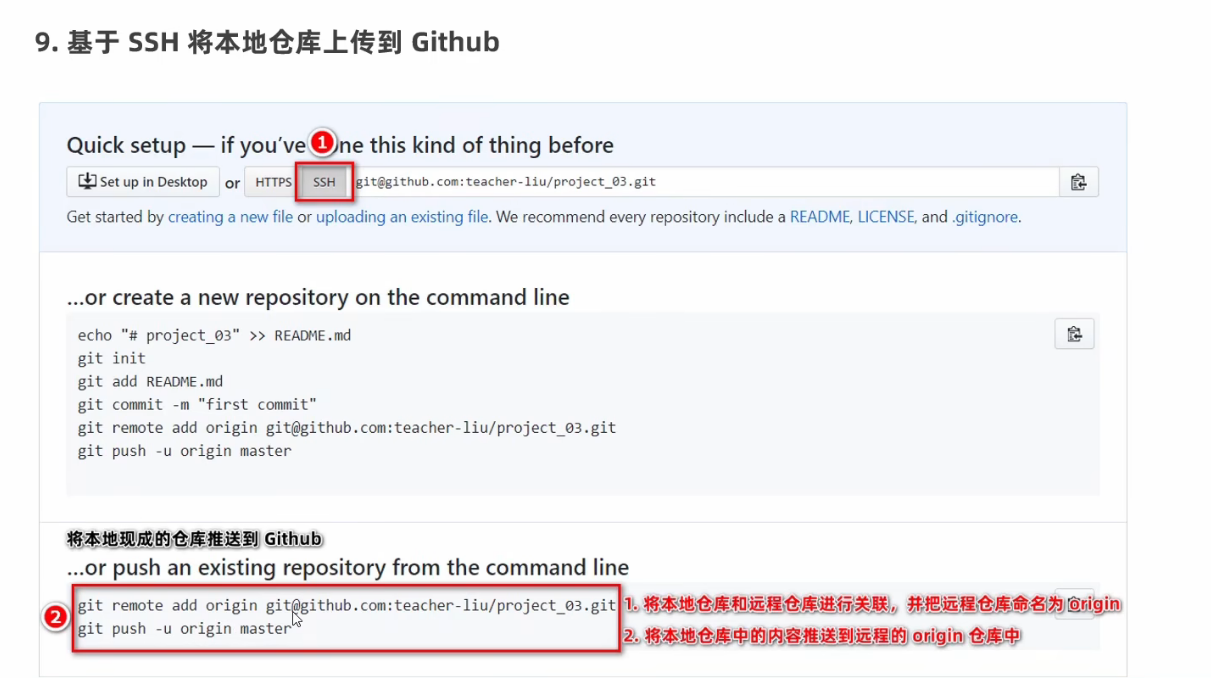 9. 基于 SSH 将本地仓库上传到 Github
Quick setup — if you've ne this kind of thing before
1
Set up in Desktop or HTTPS SSH git@github.com:teacher-liu/project_03.git
Get started by creating a new file or uploading an existing file. We recommend every repository include a README, LICENSE, and .gitignore.
...or create a new repository on the command line
echo "# project_03" >> README.md
git init
git add README.md
git commit -m "first commit"
git remote add origin git@github.com:teacher-liu/project_03.git
git push -u origin master
将本地现成的仓库推送到 Github
...or push an existing repository from the command line
2
git remote add origin git@github.com:teacher-liu/project_03.git 1. 将本地仓库和远程仓库进行关联，并把远程仓库命名为 origin
git push -u origin master 2. 将本地仓库中的内容推送到远程的 origin 仓库中